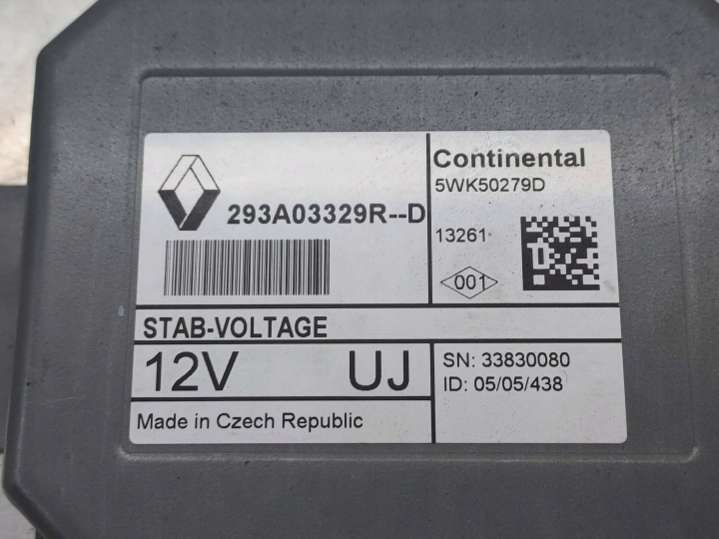 293A03329R--D
Continental
5WK50279D
13261
001
STAB-VOLTAGE
12V UJ
SN: 33830080
ID: 05/05/438
Made in Czech Republic